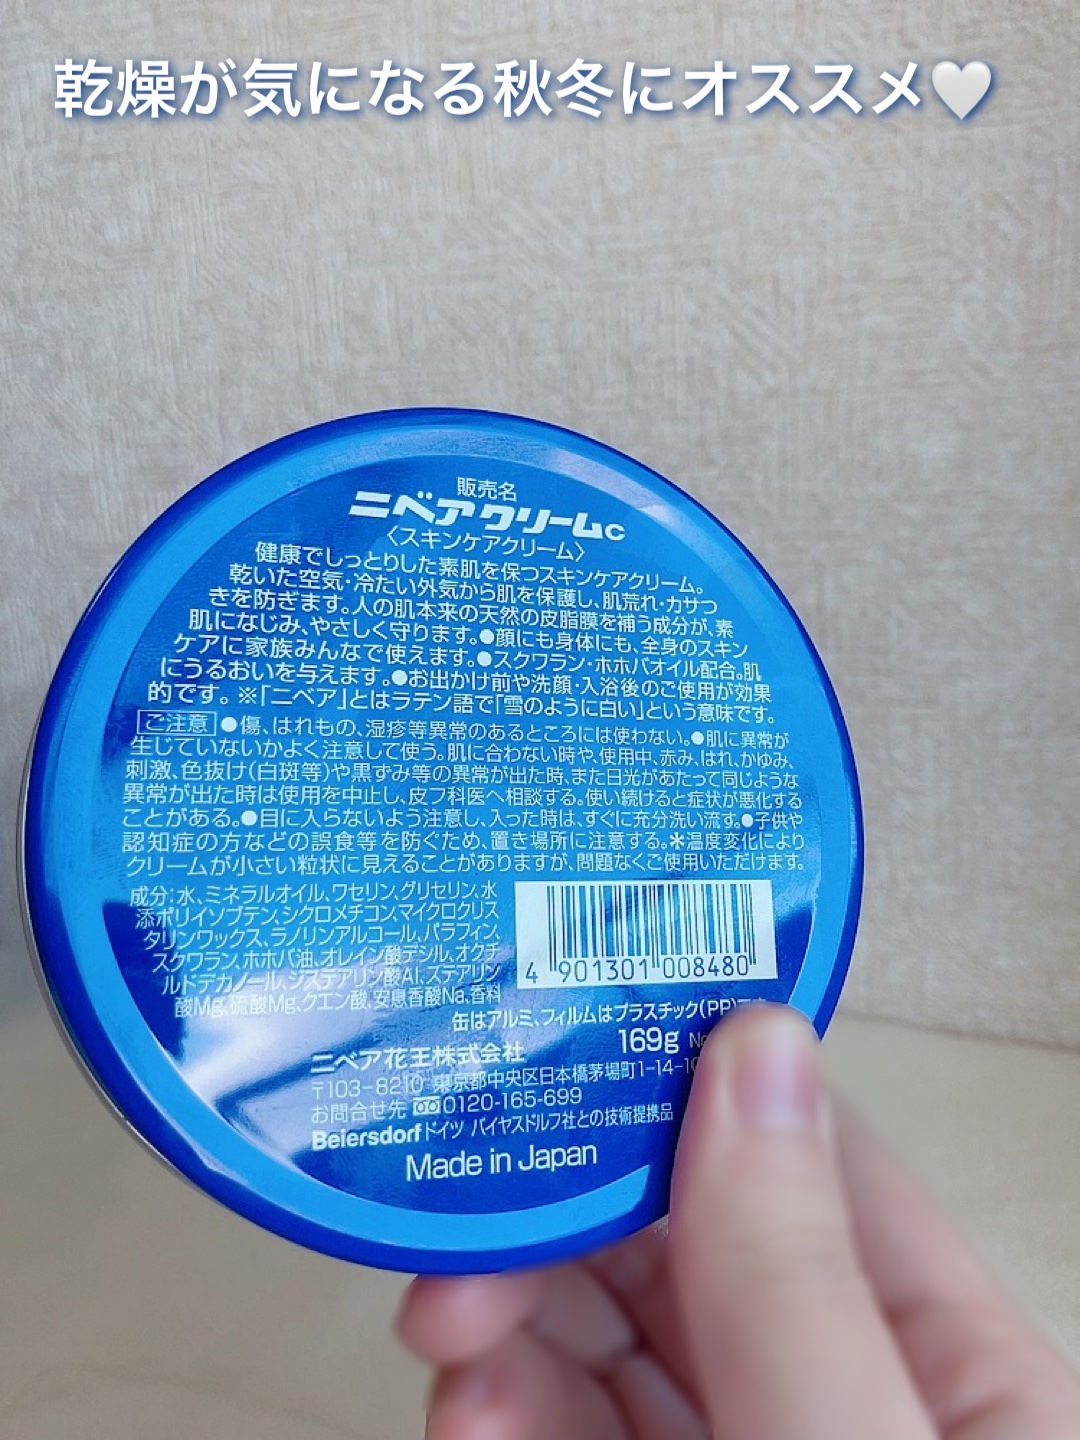 乾燥が気になる秋冬にオススメ🤍
販売名
ニベアクリームc
〈スキンケアクリーム〉
健康でしっとりした素肌を保つスキンケアクリーム。
乾いた空気・冷たい外気から肌を保護し、肌荒れ・カサつ
きを防ぎます。人の肌本来の天然の皮脂膜を補う成分が、素
肌になじみ、やさしく守ります。●顔にも身体にも、全身のスキン
ケアに家族みんなで使えます。●スクワラン・ホホバオイル配合。肌
にうるおいを与えます。●お出かけ前や洗顔・入浴後のご使用が効果
的です。※「ニベア」とはラテン語で「雪のように白い」という意味です。
ご注意 ●傷、はれもの、湿疹等異常のあるところには使わない。●肌に異常が
生じていないかよく注意して使う。肌に合わない時や、使用中、赤み、はれ、かゆみ、
刺激、色抜け(白斑等)や黒ずみ等の異常が出た時、また日光があたって同じような
異常が出た時は使用を中止し、皮フ科医へ相談する。使い続けると症状が悪化する
ことがある。●目に入らないよう注意し、入った時は、すぐに充分洗い流す。●子供や
認知症の方などの誤食等を防ぐため、置き場所に注意する。＊温度変化により
クリームが小さい粒状に見えることがありますが、問題なくご使用いただけます。
成分：水、ミネラルオイル、ワセリン、グリセリン、水
添ポリイソブテン、シクロメチコン、マイクロクリス
タリンワックス、ラノリンアルコール、パラフィン、
スクワラン、ホホバ油、オレイン酸デシル、オクチ
ルドデカノール、ジステアリン酸Al、ステアリン
酸Mg、硫酸Mg、クエン酸、安息香酸Na、香料
4 901301 008480
缶はアルミ、フィルムはプラスチック(PP)
169g
ニベア花王株式会社
〒103-8210 東京都中央区日本橋茅場町1-14-10
お問合せ先 0120-165-699
Beiersdorf ドイツ バイヤスドルフ社との技術提携品
Made in Japan